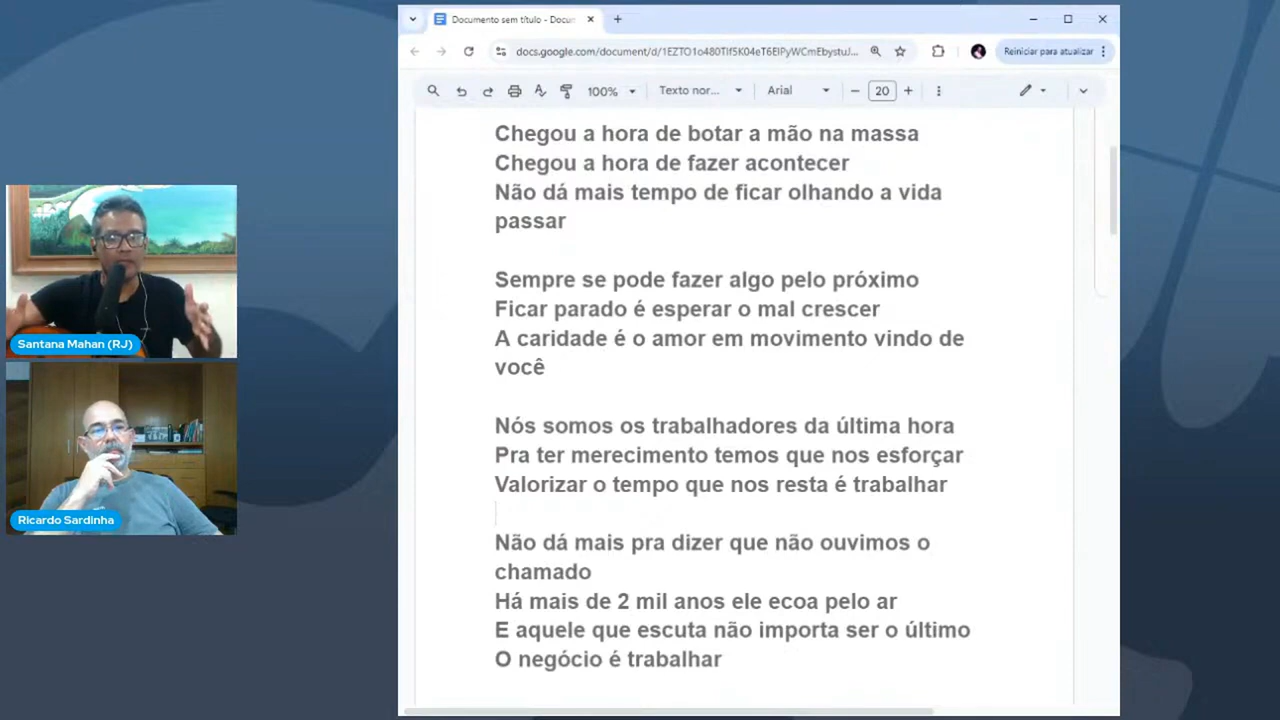 Documento sem título - Docu
docs.google.com/document/d/1EZTO1o480TIf5K04eT6EIPyWCmEbystuJ...
Reiniciar para atualizar
100%
Texto nor...
Arial
20
Chegou a hora de botar a mão na massa
Chegou a hora de fazer acontecer
Não dá mais tempo de ficar olhando a vida
passar
Sempre se pode fazer algo pelo próximo
Ficar parado é esperar o mal crescer
A caridade é o amor em movimento vindo de
você
Nós somos os trabalhadores da última hora
Pra ter merecimento temos que nos esforçar
Valorizar o tempo que nos resta é trabalhar
Não dá mais pra dizer que não ouvimos o
chamado
Há mais de 2 mil anos ele ecoa pelo ar
E aquele que escuta não importa ser o último
O negócio é trabalhar
Santana Mahan (RJ)
Ricardo Sardinha